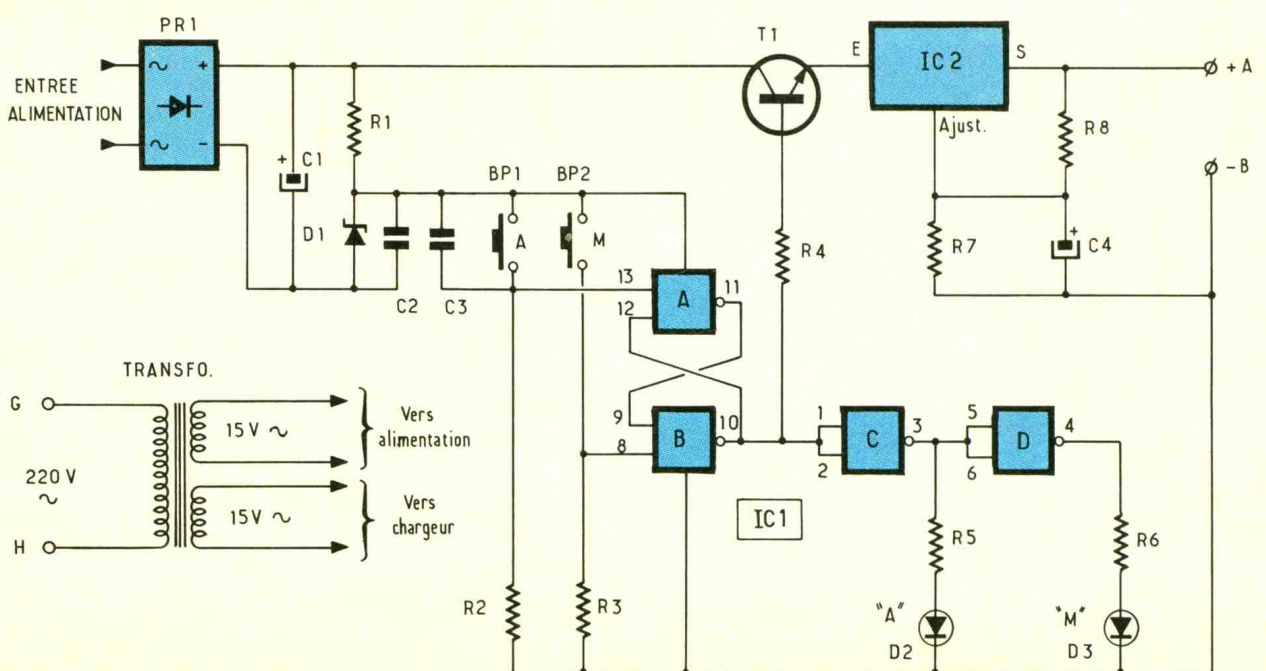 PR1
T1
ENTREE
ALIMENTATION
~
+
~
-
+
C1
R1
D1
C2
C3
BP1
A
BP2
M
E
IC2
S
+A
Ajust.
R8
-B
R7
+
C4
R4
13
12
A
11
9
8
B
10
1
2
C
3
5
6
D
4
IC1
TRANSFO.
G
220 V
~
H
15V ~
Vers
alimentation
15V ~
Vers
chargeur
R2
R3
R5
R6
"A"
D2
"M"
D3